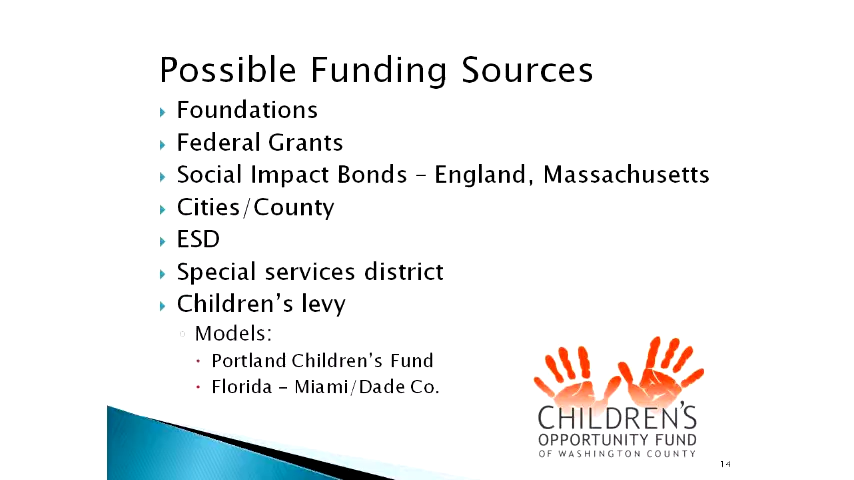 Possible Funding Sources
Foundations
Federal Grants
Social Impact Bonds – England, Massachusetts
Cities/County
ESD
Special services district
Children’s levy
Models:
Portland Children’s Fund
Florida – Miami/Dade Co.
CHILDREN’S
OPPORTUNITY FUND
OF WASHINGTON COUNTY
14